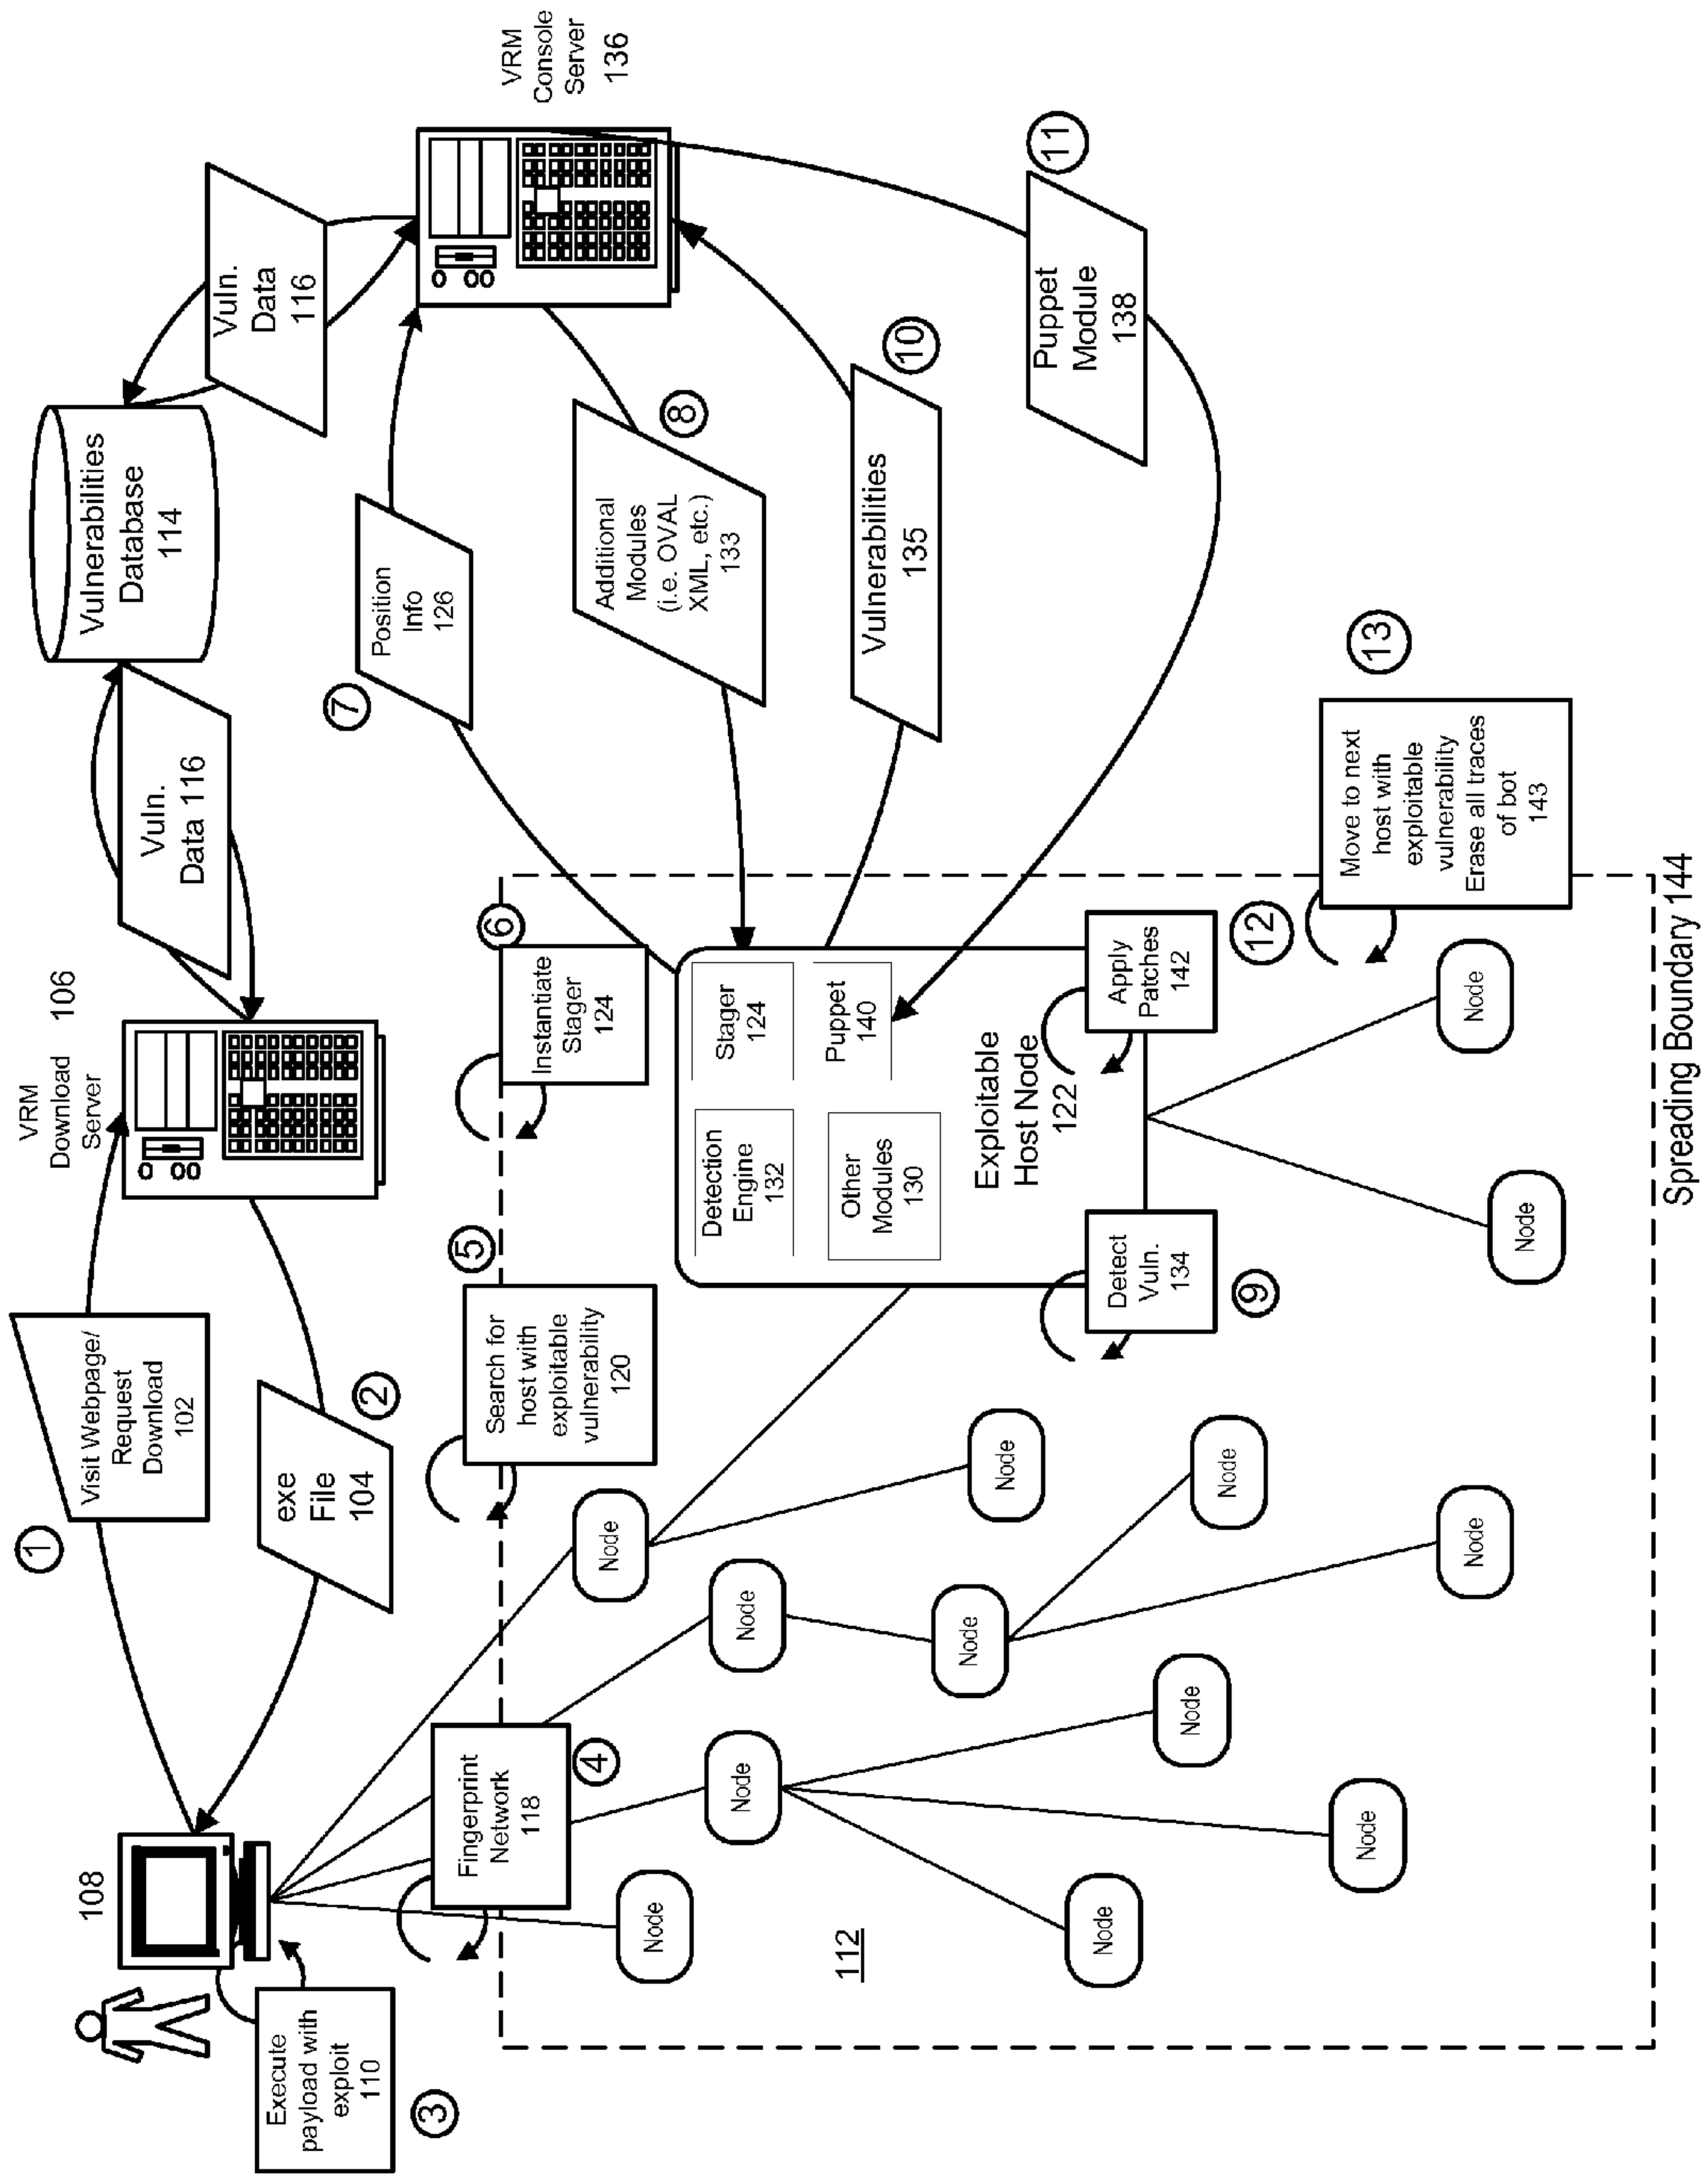 1
Visit Webpage/
Request
Download
102
VRM
Download
Server
106
Vuln.
Data 116
Vulnerabilities
Database
114
Vuln.
Data
116
VRM
Console
Server
136
108
exe
File
104
2
Execute
payload with
exploit
110
3
Fingerprint
Network
118
4
Search for
host with
exploitable
vulnerability
120
5
Instantiate
Stager
124
6
Position
Info
126
7
Additional
Modules
(i.e. OVAL
XML, etc.)
133
8
Vulnerabilities
135
10
Puppet
Module
138
11
Detection
Engine
132
Stager
124
Other
Modules
130
Puppet
140
Exploitable
Host Node
122
Detect
Vuln.
134
9
Apply
Patches
142
12
Move to next
host with
exploitable
vulnerability
Erase all traces
of bot
143
13
112
Node
Node
Node
Node
Node
Node
Node
Node
Node
Node
Node
Node
Node
Spreading Boundary 144